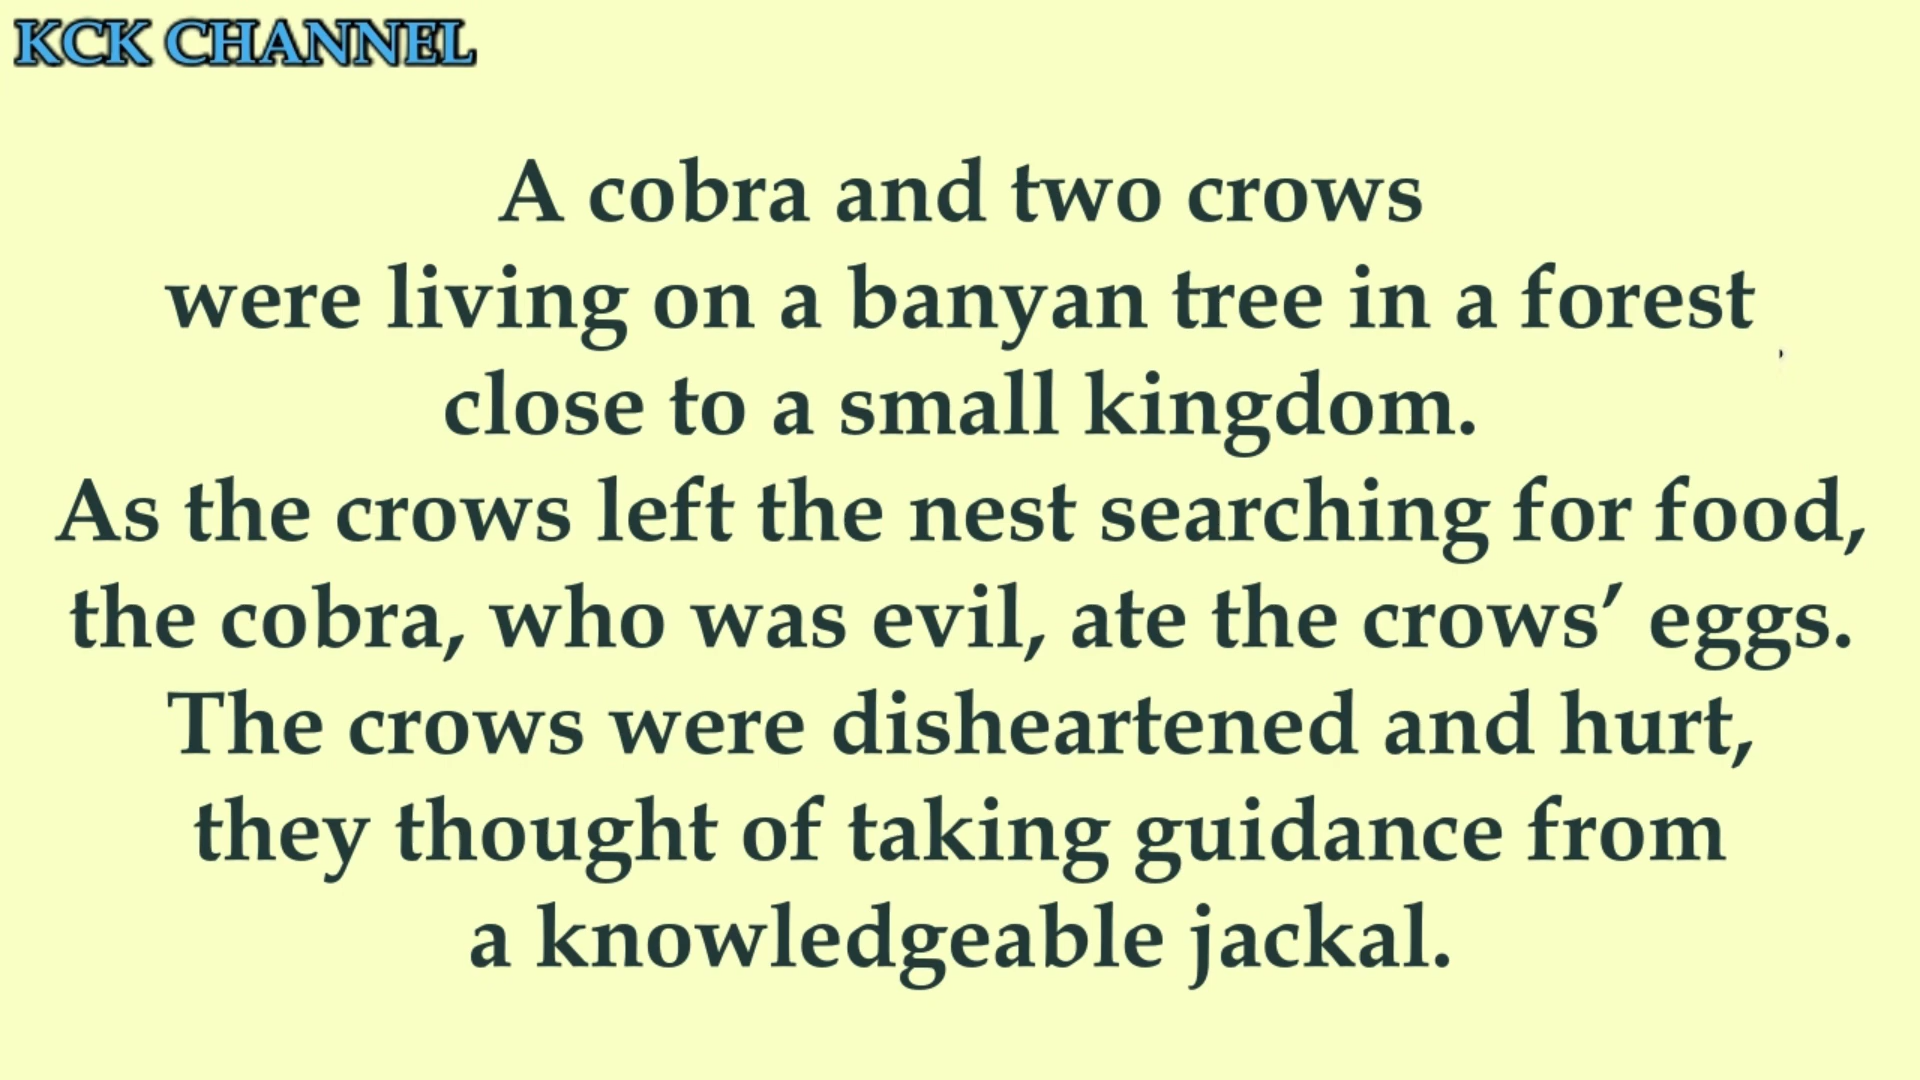 KCK CHANNEL
A cobra and two crows
were living on a banyan tree in a forest
close to a small kingdom.
As the crows left the nest searching for food,
the cobra, who was evil, ate the crows’ eggs.
The crows were disheartened and hurt,
they thought of taking guidance from
a knowledgeable jackal.